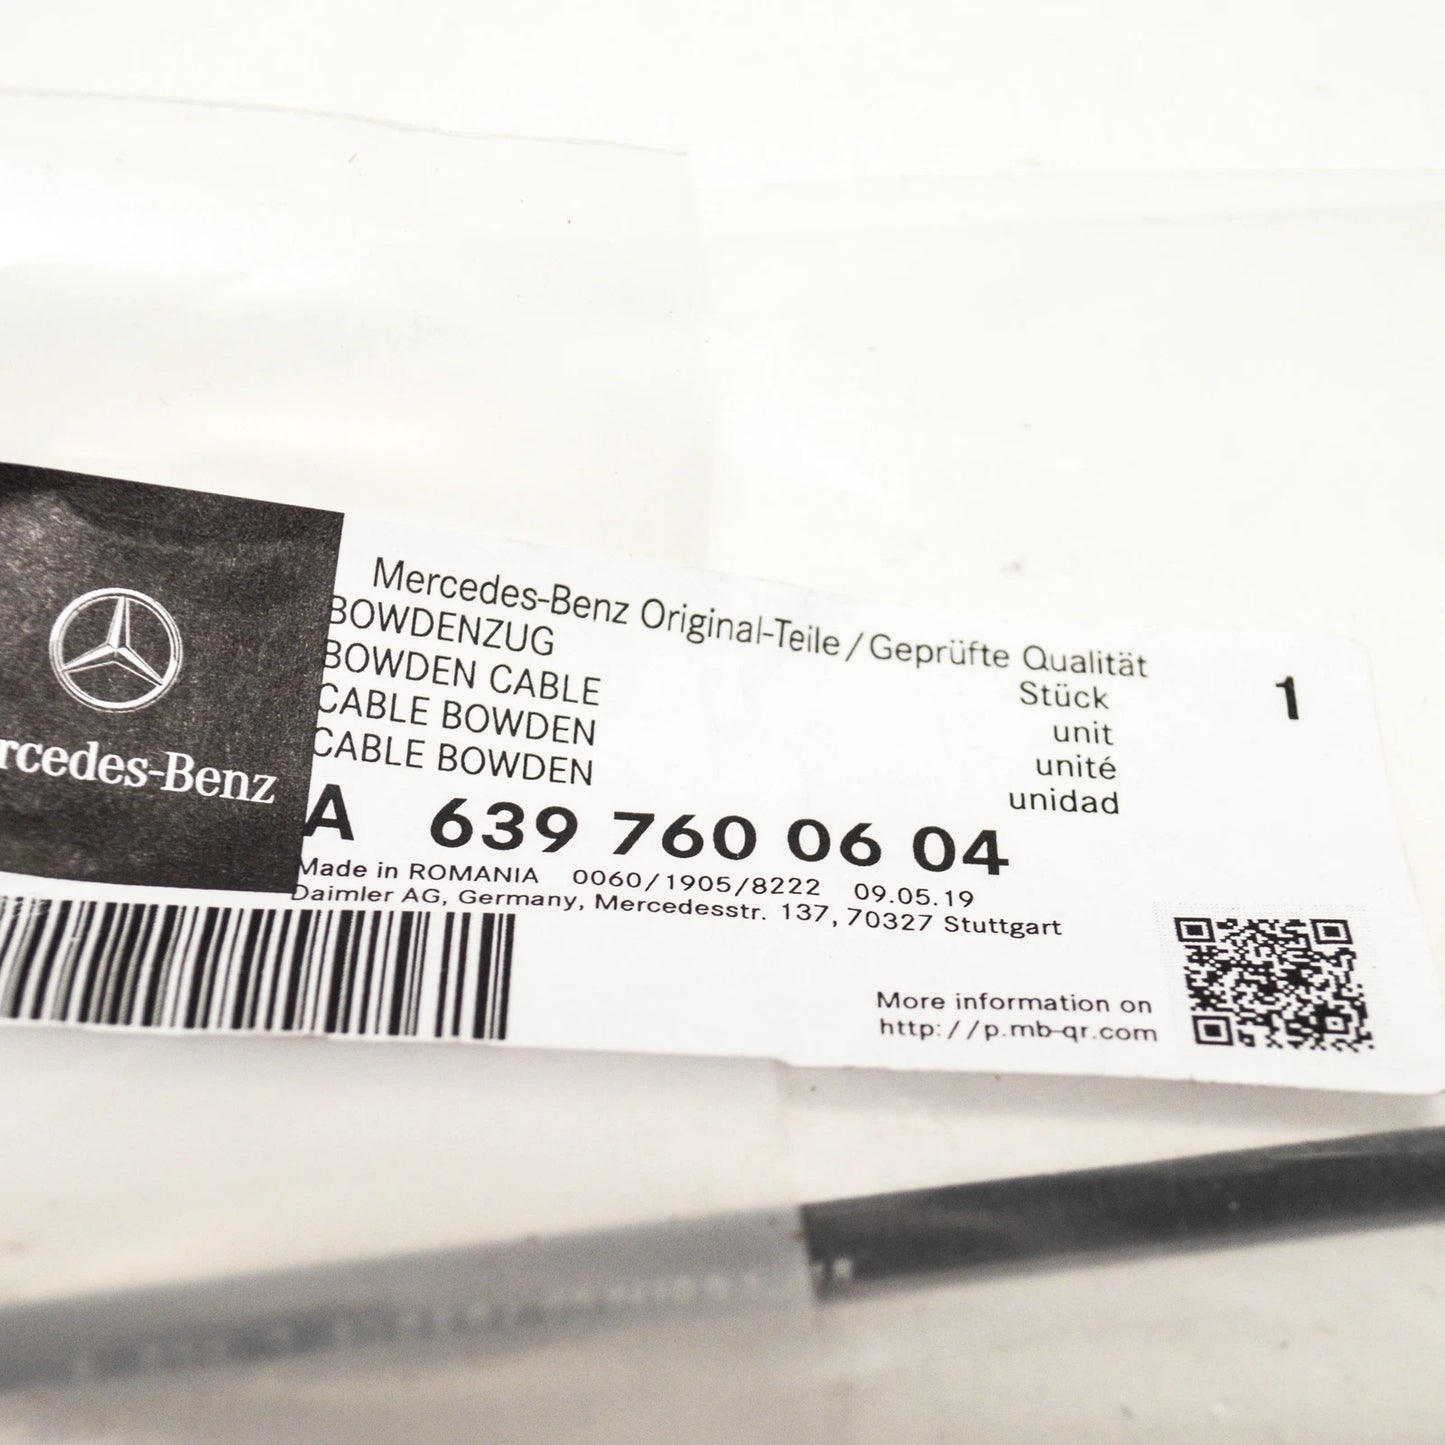 Mercedes-Benz Original-Teile / Geprüfte Qualität
BOWDENZUG
BOWDEN CABLE
CABLE BOWDEN
CABLE BOWDEN
Stück
unit
unité
unidad
1
rcedes-Benz
A 639 760 06 04
Made in ROMANIA 0060/1905/8222 09.05.19
Daimler AG, Germany, Mercedesstr. 137, 70327 Stuttgart
More information on
http://p.mb-qr.com